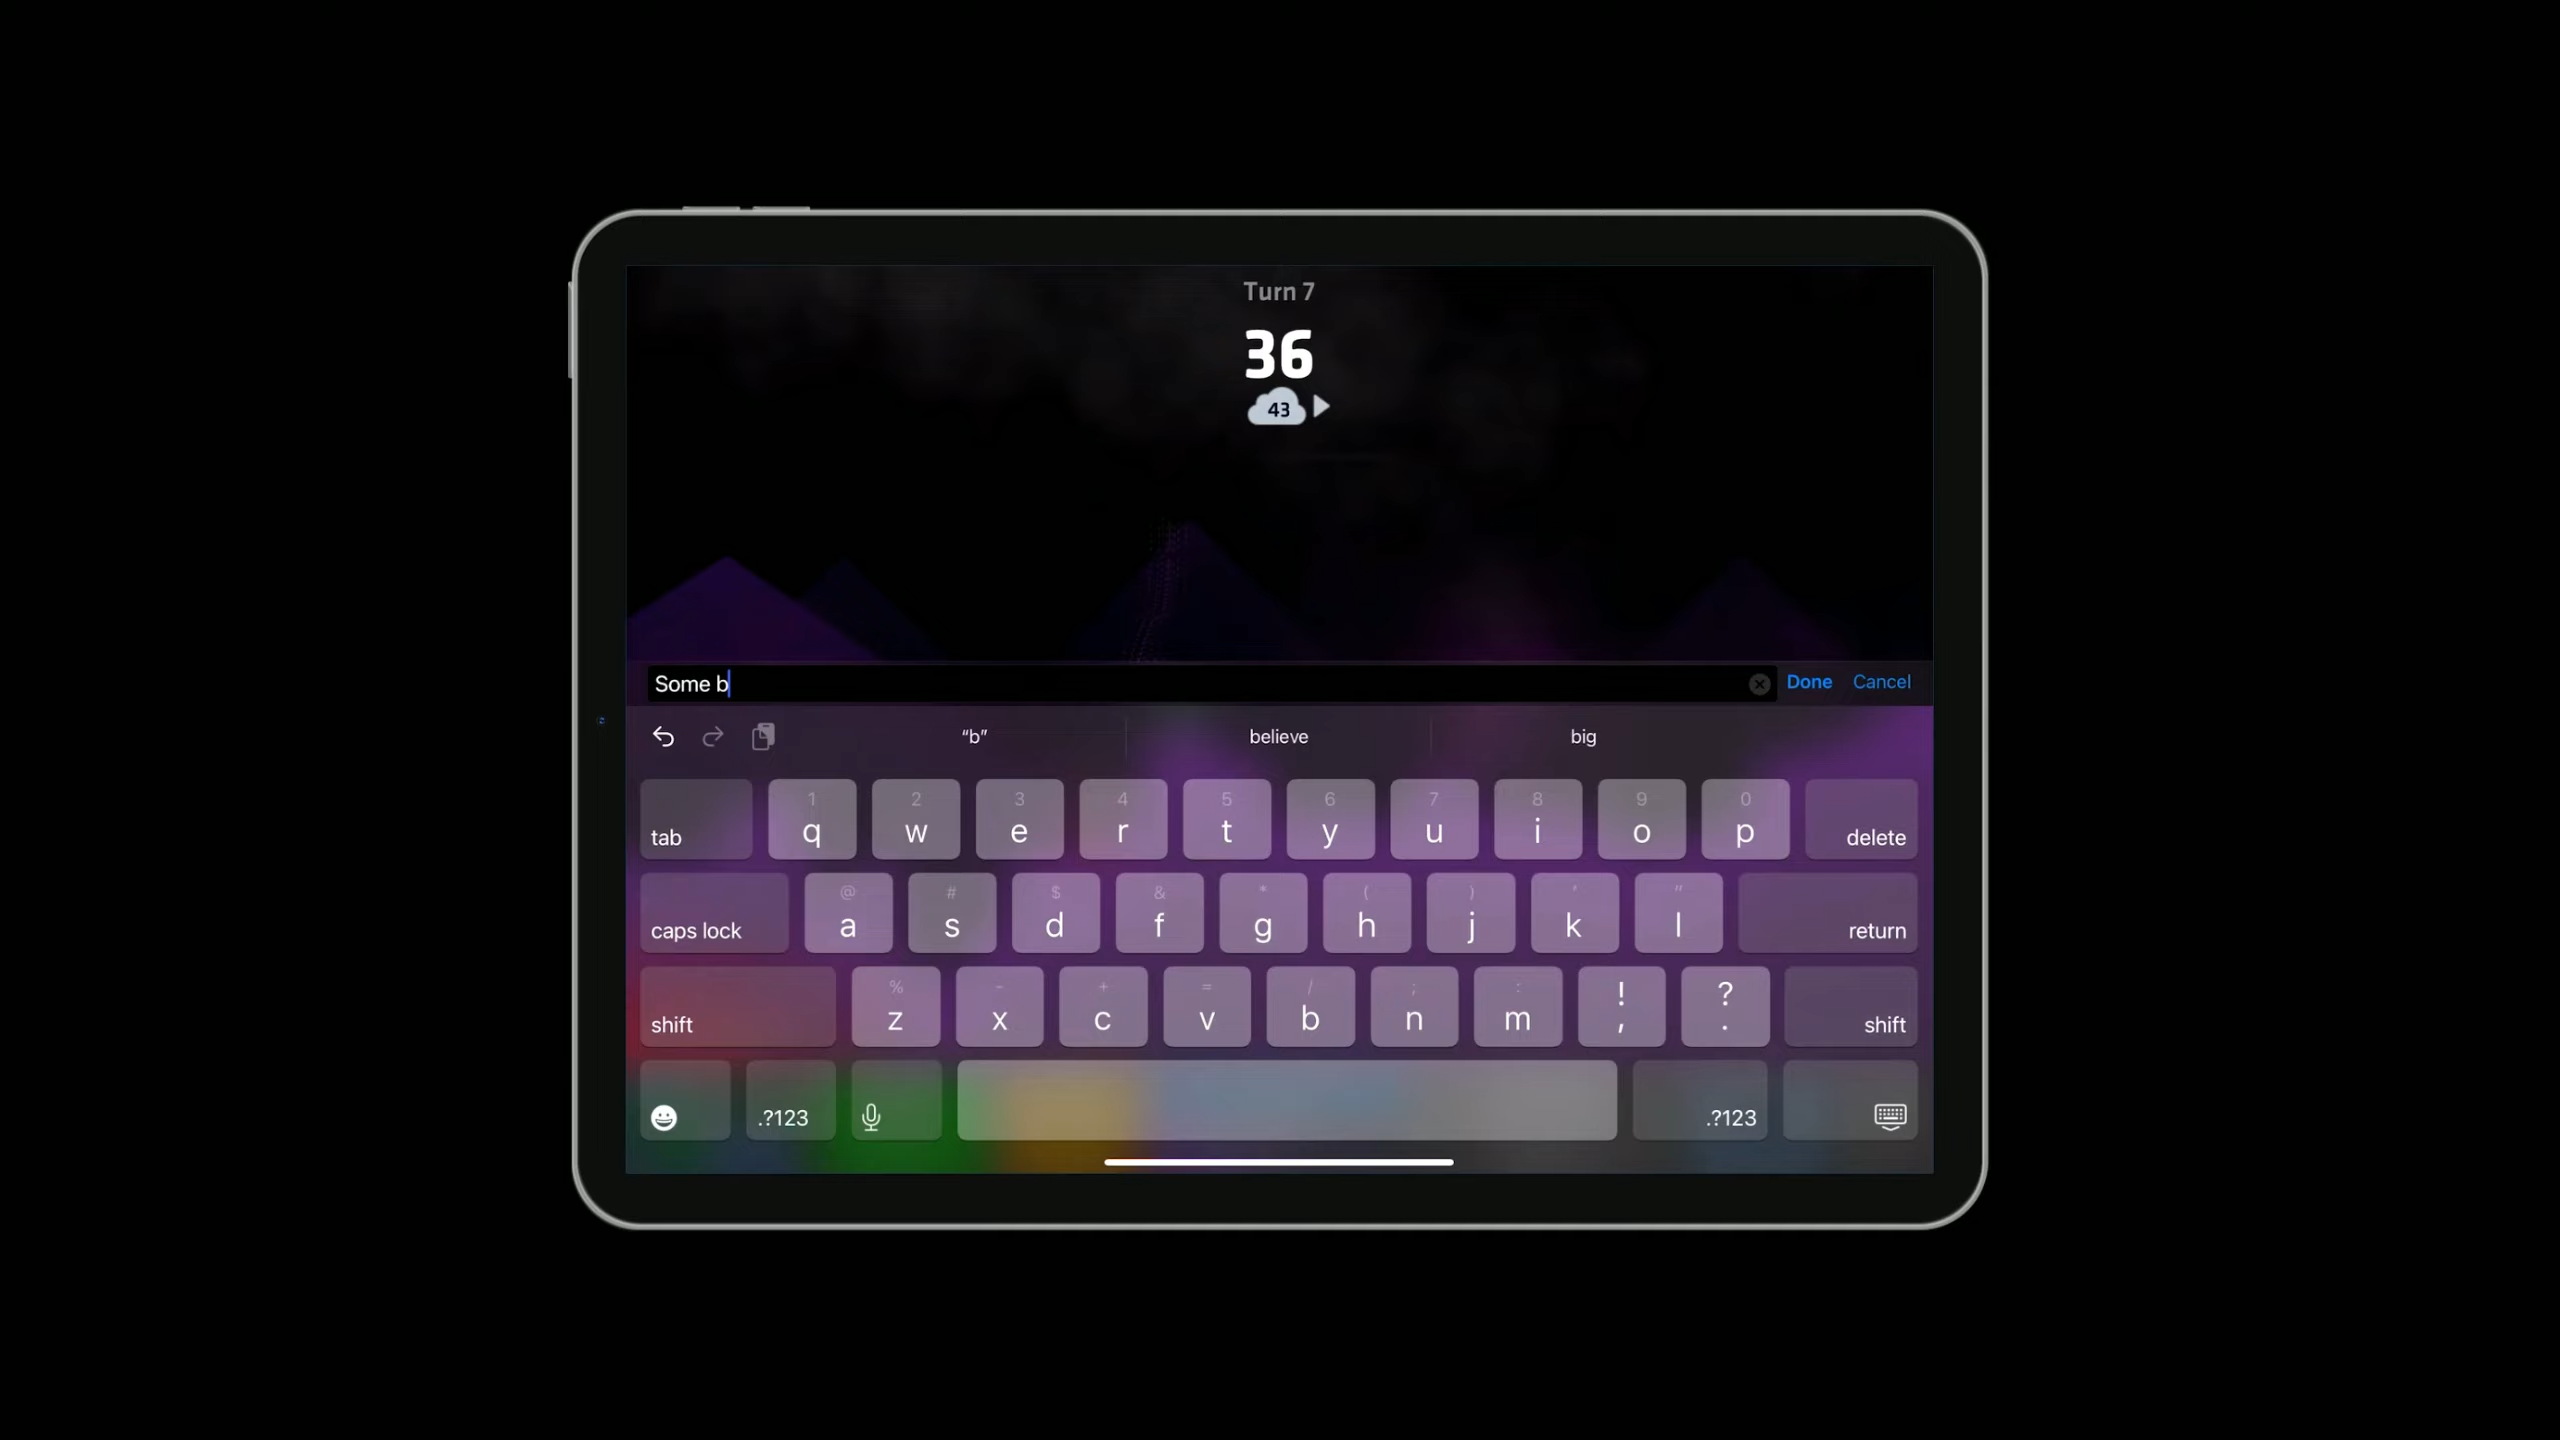 Turn 7
36
43
Some b
Done Cancel
“b” believe big
1 2 3 4 5 6 7 8 9 0
tab q w e r t y u i o p delete
@ # $ & * ( ) ' "
caps lock a s d f g h j k l return
% - + = / ; : ! ?
shift z x c v b n m , . shift
.?123 .?123